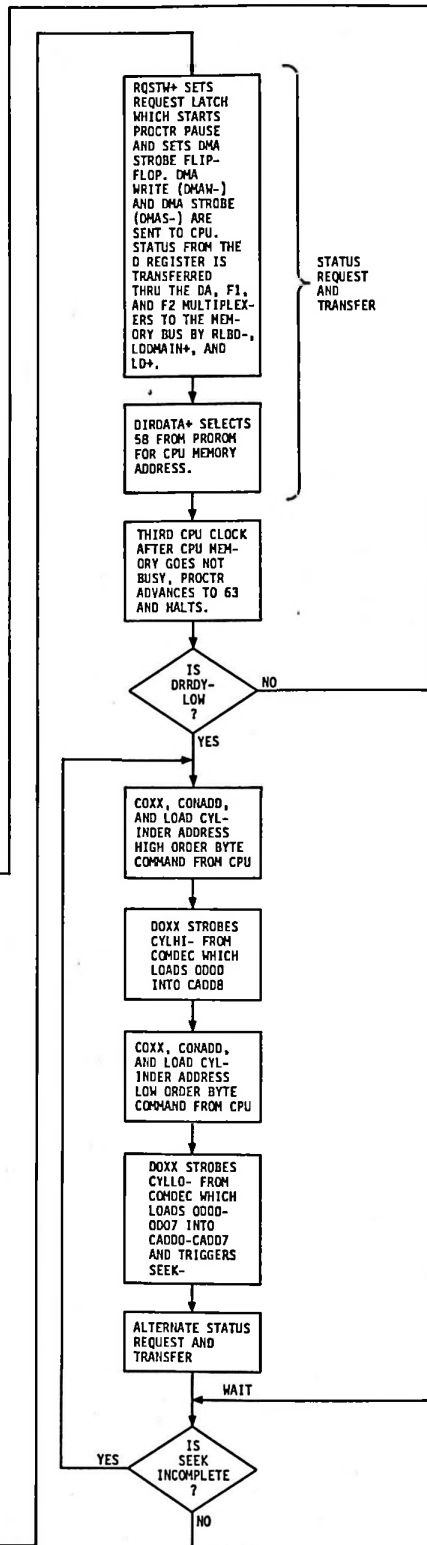 RQSTW+ SETS
REQUEST LATCH
WHICH STARTS
PROCTR PAUSE
AND SETS DMA
STROBE FLIP-
FLOP. DMA
WRITE (DMAW-)
AND DMA STROBE
(DMAS-) ARE
SENT TO CPU.
STATUS FROM THE
D REGISTER IS
TRANSFERRED
THRU THE DA, F1,
AND F2 MULTIPLEX-
ERS TO THE MEM-
ORY BUS BY RLBD-,
LDDMAIN+, AND
LD+.
STATUS
REQUEST
AND
TRANSFER
DIRDATA+ SELECTS
58 FROM PROROM
FOR CPU MEMORY
ADDRESS.
THIRD CPU CLOCK
AFTER CPU MEM-
ORY GOES NOT
BUSY, PROCTR
ADVANCES TO 63
AND HALTS.
IS
DRRDY-
LOW
?
NO
YES
COXX, CONADD,
AND LOAD CYL-
INDER ADDRESS
HIGH ORDER BYTE
COMMAND FROM CPU
DOXX STROBES
CYLHI- FROM
COMDEC WHICH
LOADS OD00
INTO CADD8
COXX, CONADD,
AND LOAD CYL-
INDER ADDRESS
LOW ORDER BYTE
COMMAND FROM CPU
DOXX STROBES
CYLLO- FROM
COMDEC WHICH
LOADS OD00-
OD07 INTO
CADD0-CADD7
AND TRIGGERS
SEEK-
ALTERNATE STATUS
REQUEST AND
TRANSFER
WAIT
YES
IS
SEEK
INCOMPLETE
?
NO